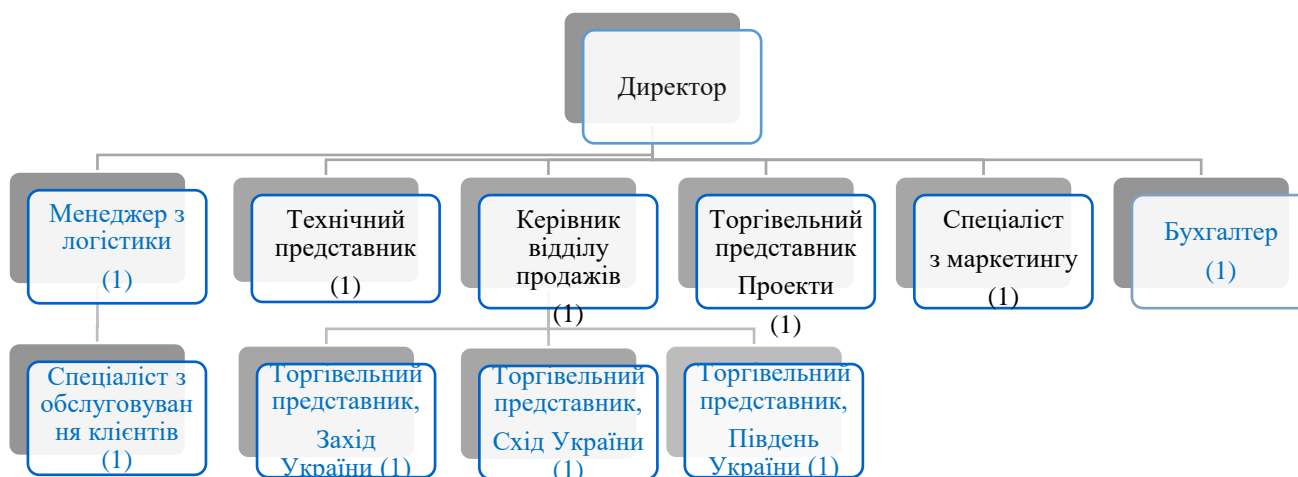 Директор
Менеджер з
логістики
(1)
Технічний
представник
(1)
Керівник
відділу
продажів
(1)
Торгівельний
представник
Проекти
(1)
Спеціаліст
з маркетингу
(1)
Бухгалтер
(1)
Спеціаліст з
обслуговуван
ня клієнтів
(1)
Торгівельний
представник,
Захід
України (1)
Торгівельний
представник,
Схід України
(1)
Торгівельний
представник,
Південь
України (1)